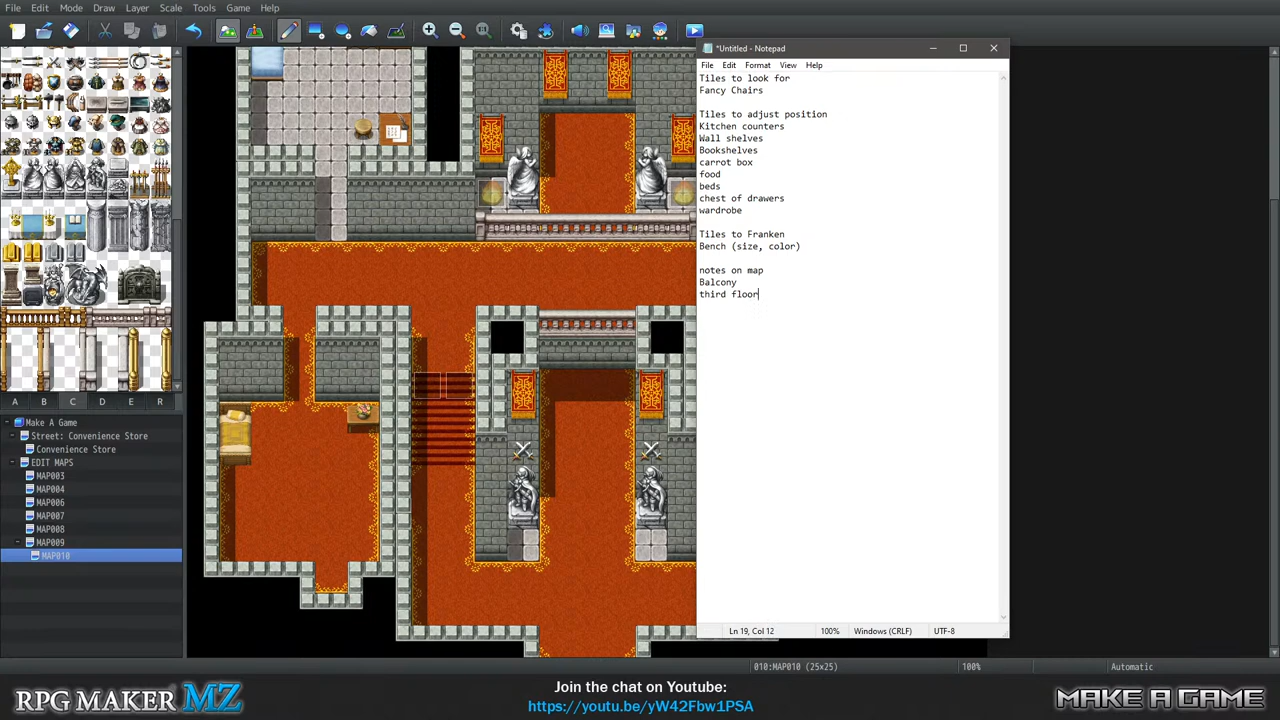 File Edit Mode Draw Layer Scale Tools Game Help
*Untitled - Notepad
File Edit Format View Help
Tiles to look for
Fancy Chairs
Tiles to adjust position
Kitchen counters
Wall shelves
Bookshelves
carrot box
food
beds
chest of drawers
wardrobe
Tiles to Franken
Bench (size, color)
notes on map
Balcony
third floor
Ln 19, Col 12 100% Windows (CRLF) UTF-8
A B C D E R
Make A Game
Street: Convenience Store
Convenience Store
EDIT MAPS
MAP003
MAP004
MAP006
MAP007
MAP008
MAP009
MAP010
010:MAP010 (25x25) 100% Automatic
RPG MAKER MZ
Join the chat on Youtube:
https://youtu.be/yW42Fbw1PSA
MAKE A GAME